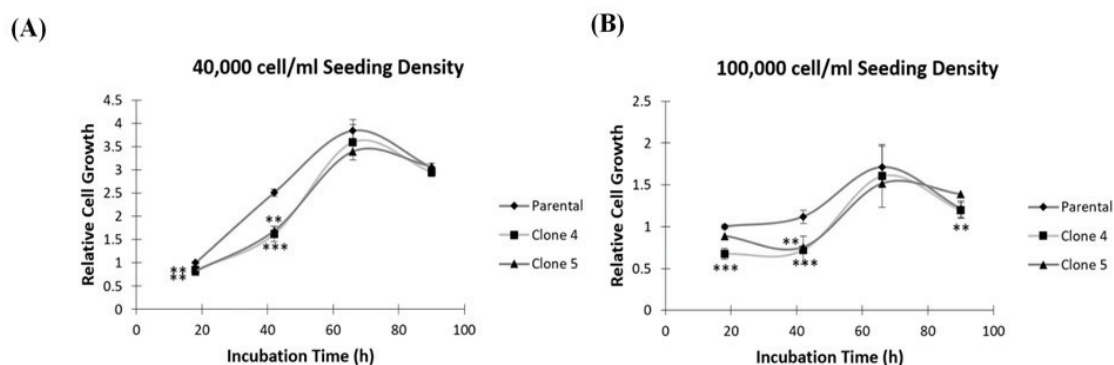 (A)
40,000 cell/ml Seeding Density
Relative Cell Growth
4.5
4
3.5
3
2.5
2
1.5
1
0.5
0
**
**
**
***
0 20 40 60 80 100
Incubation Time (h)
Parental
Clone 4
Clone 5
(B)
100,000 cell/ml Seeding Density
Relative Cell Growth
2.5
2
1.5
1
0.5
0
***
**
***
**
0 20 40 60 80 100
Incubation Time (h)
Parental
Clone 4
Clone 5